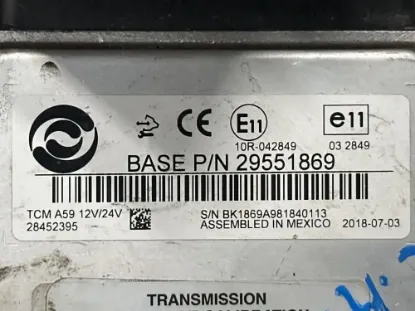 CE E11 e11
10R-042849 03 2849
BASE P/N 29551869
TCM A59 12V/24V S/N BK1869A981840113
28452395 ASSEMBLED IN MEXICO 2018-07-03
TRANSMISSION